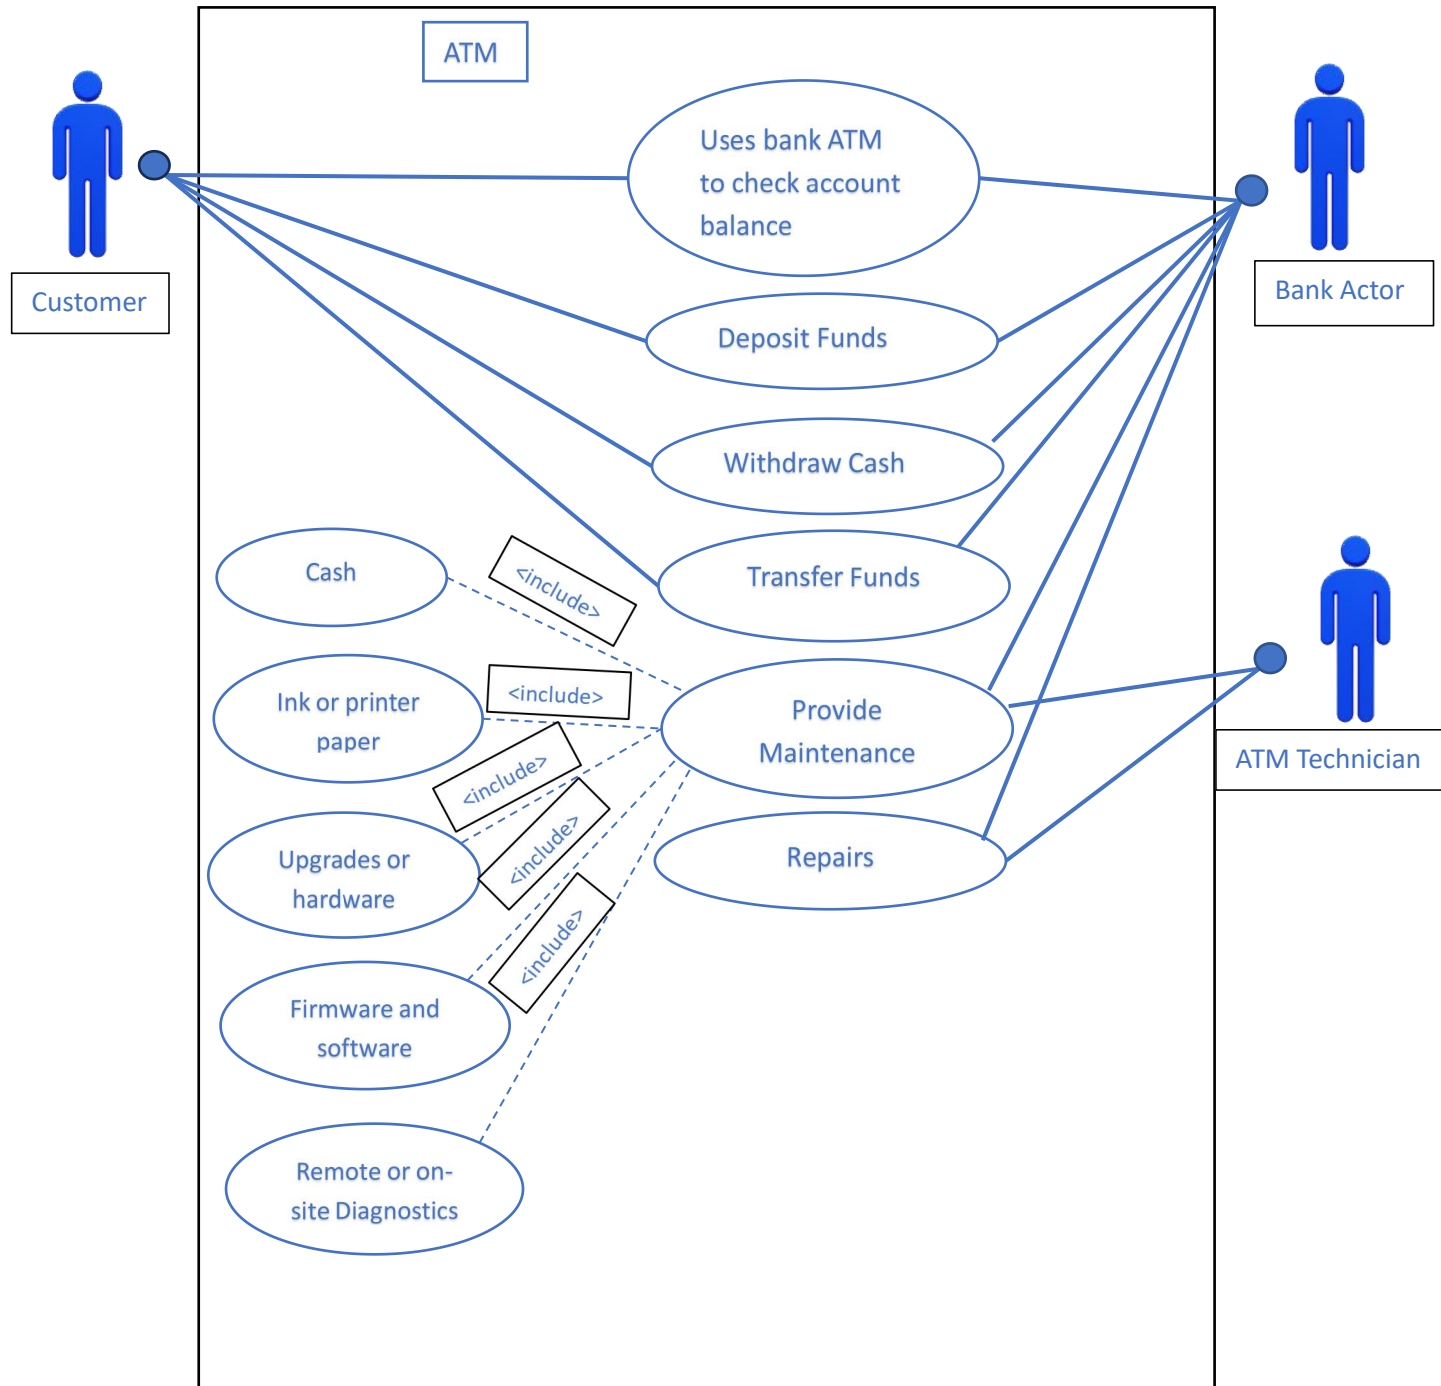 ATM
Uses bank ATM
to check account
balance
Customer
Bank Actor
Deposit Funds
Withdraw Cash
Cash
<include>
Transfer Funds
Ink or printer
paper
<include>
Provide
Maintenance
ATM Technician
<include>
<include>
Upgrades or
hardware
Repairs
<include>
Firmware and
software
Remote or on-
site Diagnostics